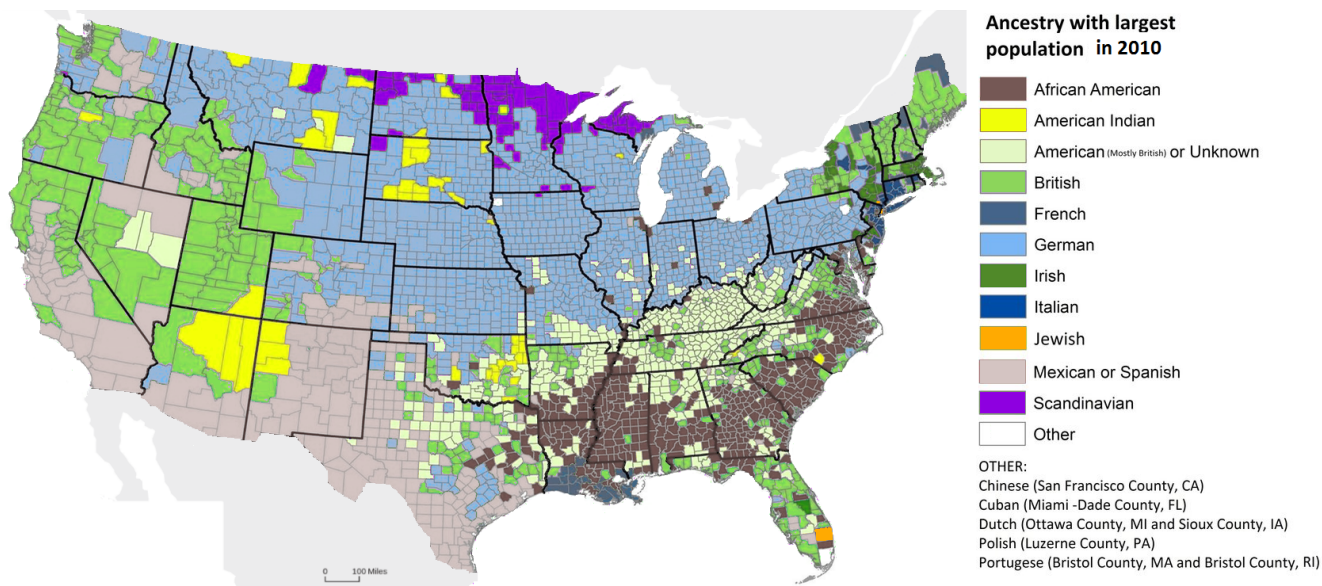 Ancestry with largest
population in 2010
African American
American Indian
American (Mostly British) or Unknown
British
French
German
Irish
Italian
Jewish
Mexican or Spanish
Scandinavian
Other
OTHER:
Chinese (San Francisco County, CA)
Cuban (Miami -Dade County, FL)
Dutch (Ottawa County, MI and Sioux County, IA)
Polish (Luzerne County, PA)
Portugese (Bristol County, MA and Bristol County, RI)
0 100 Miles